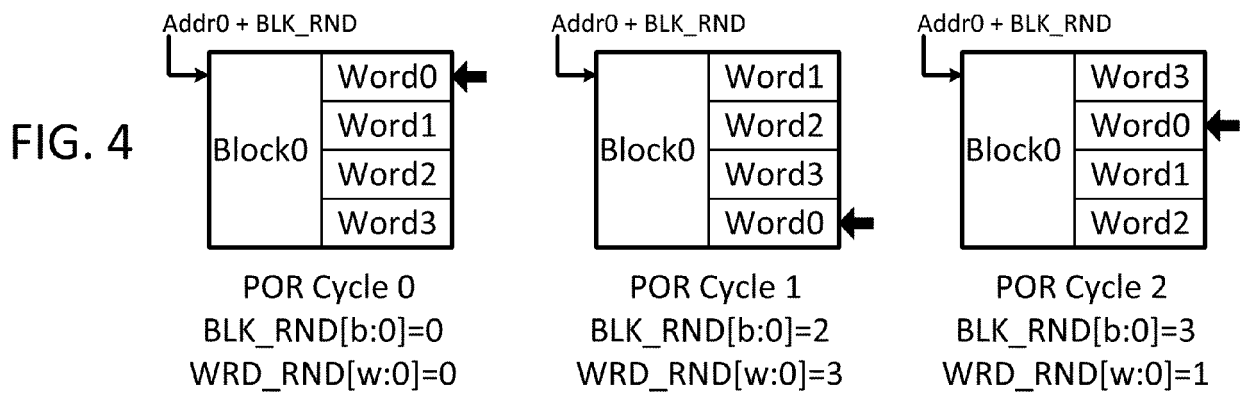 FIG. 4
Addr0 + BLK_RND
Block0
Word0
Word1
Word2
Word3
POR Cycle 0
BLK_RND[b:0]=0
WRD_RND[w:0]=0
Addr0 + BLK_RND
Block0
Word1
Word2
Word3
Word0
POR Cycle 1
BLK_RND[b:0]=2
WRD_RND[w:0]=3
Addr0 + BLK_RND
Block0
Word3
Word0
Word1
Word2
POR Cycle 2
BLK_RND[b:0]=3
WRD_RND[w:0]=1